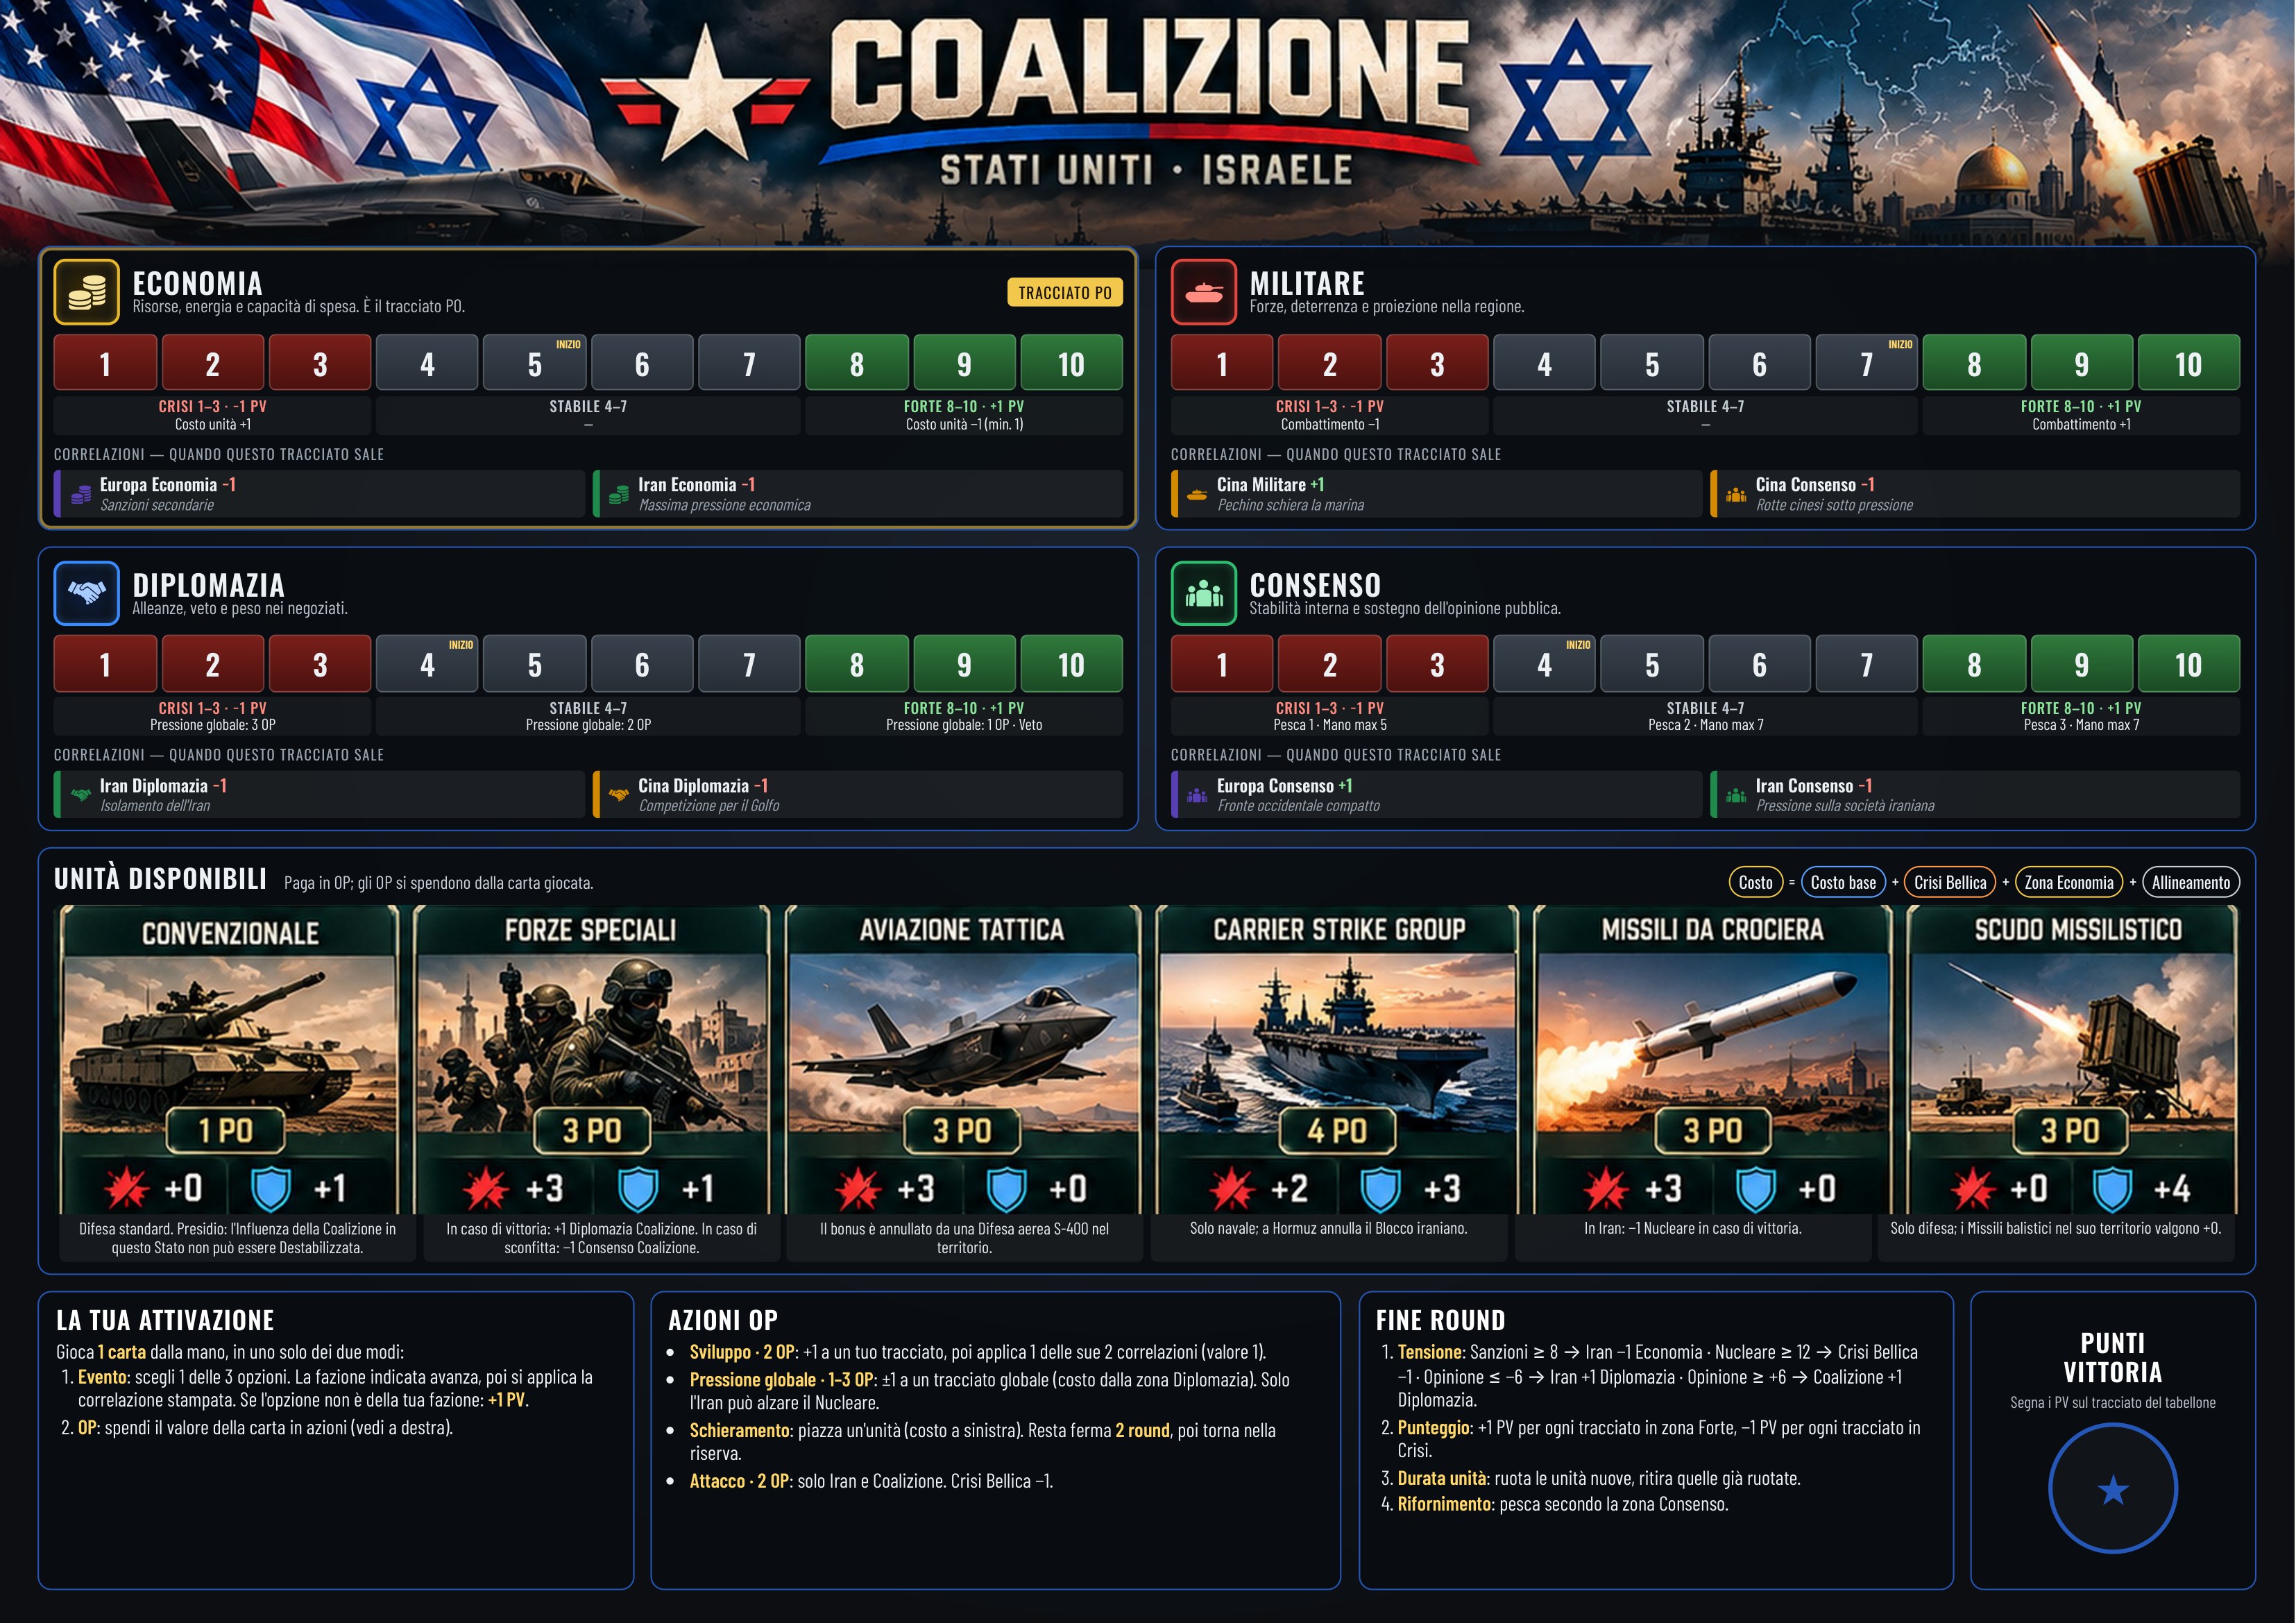 COALIZIONE
STATI UNITI · ISRAELE
ECONOMIA
Risorse, energia e capacità di spesa. È il tracciato PO.
TRACCIATO PO
1 2 3 4 5 INIZIO 6 7 8 9 10
CRISI 1–3 · −1 PV
Costo unità +1
STABILE 4–7
—
FORTE 8–10 · +1 PV
Costo unità −1 (min. 1)
CORRELAZIONI — QUANDO QUESTO TRACCIATO SALE
Europa Economia −1
Sanzioni secondarie
Iran Economia −1
Massima pressione economica
MILITARE
Forze, deterrenza e proiezione nella regione.
1 2 3 4 5 6 7 INIZIO 8 9 10
CRISI 1–3 · −1 PV
Combattimento −1
STABILE 4–7
—
FORTE 8–10 · +1 PV
Combattimento +1
CORRELAZIONI — QUANDO QUESTO TRACCIATO SALE
Cina Militare +1
Pechino schiera la marina
Cina Consenso −1
Rotte cinesi sotto pressione
DIPLOMAZIA
Alleanze, veto e peso nei negoziati.
1 2 3 4 INIZIO 5 6 7 8 9 10
CRISI 1–3 · −1 PV
Pressione globale: 3 OP
STABILE 4–7
Pressione globale: 2 OP
FORTE 8–10 · +1 PV
Pressione globale: 1 OP · Veto
CORRELAZIONI — QUANDO QUESTO TRACCIATO SALE
Iran Diplomazia −1
Isolamento dell'Iran
Cina Diplomazia −1
Competizione per il Golfo
CONSENSO
Stabilità interna e sostegno dell'opinione pubblica.
1 2 3 4 INIZIO 5 6 7 8 9 10
CRISI 1–3 · −1 PV
Pesca 1 · Mano max 5
STABILE 4–7
Pesca 2 · Mano max 7
FORTE 8–10 · +1 PV
Pesca 3 · Mano max 7
CORRELAZIONI — QUANDO QUESTO TRACCIATO SALE
Europa Consenso +1
Fronte occidentale compatto
Iran Consenso −1
Pressione sulla società iraniana
UNITÀ DISPONIBILI Paga in OP; gli OP si spendono dalla carta giocata.
Costo = Costo base + Crisi Bellica + Zona Economia + Allineamento
CONVENZIONALE
1 PO
+0 +1
Difesa standard. Presidio: l'Influenza della Coalizione in
questo Stato non può essere Destabilizzata.
FORZE SPECIALI
3 PO
+3 +1
In caso di vittoria: +1 Diplomazia Coalizione. In caso di
sconfitta: −1 Consenso Coalizione.
AVIAZIONE TATTICA
3 PO
+3 +0
Il bonus è annullato da una Difesa aerea S-400 nel
territorio.
CARRIER STRIKE GROUP
4 PO
+2 +3
Solo navale; a Hormuz annulla il Blocco iraniano.
MISSILI DA CROCIERA
3 PO
+3 +0
In Iran: −1 Nucleare in caso di vittoria.
SCUDO MISSILISTICO
3 PO
+0 +4
Solo difesa; i Missili balistici nel suo territorio valgono +0.
LA TUA ATTIVAZIONE
Gioca 1 carta dalla mano, in uno solo dei due modi:
1. Evento: scegli 1 delle 3 opzioni. La fazione indicata avanza, poi si applica la
correlazione stampata. Se l'opzione non è della tua fazione: +1 PV.
2. OP: spendi il valore della carta in azioni (vedi a destra).
AZIONI OP
• Sviluppo · 2 OP: +1 a un tuo tracciato, poi applica 1 delle sue 2 correlazioni (valore 1).
• Pressione globale · 1–3 OP: ±1 a un tracciato globale (costo dalla zona Diplomazia). Solo
l'Iran può alzare il Nucleare.
• Schieramento: piazza un'unità (costo a sinistra). Resta ferma 2 round, poi torna nella
riserva.
• Attacco · 2 OP: solo Iran e Coalizione. Crisi Bellica −1.
FINE ROUND
1. Tensione: Sanzioni ≥ 8 → Iran −1 Economia · Nucleare ≥ 12 → Crisi Bellica
−1 · Opinione ≤ −6 → Iran +1 Diplomazia · Opinione ≥ +6 → Coalizione +1
Diplomazia.
2. Punteggio: +1 PV per ogni tracciato in zona Forte, −1 PV per ogni tracciato in
Crisi.
3. Durata unità: ruota le unità nuove, ritira quelle già ruotate.
4. Rifornimento: pesca secondo la zona Consenso.
PUNTI
VITTORIA
Segna i PV sul tracciato del tabellone